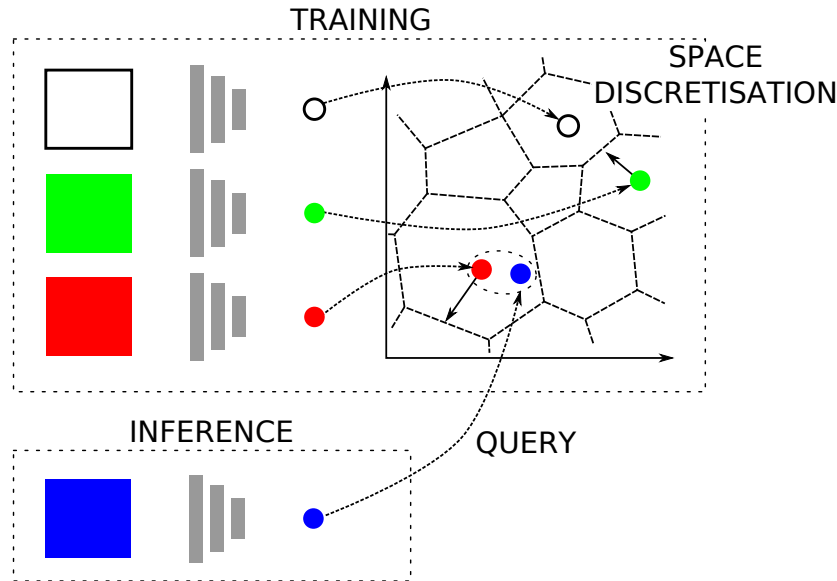 TRAINING
SPACE
DISCRETISATION
INFERENCE
QUERY